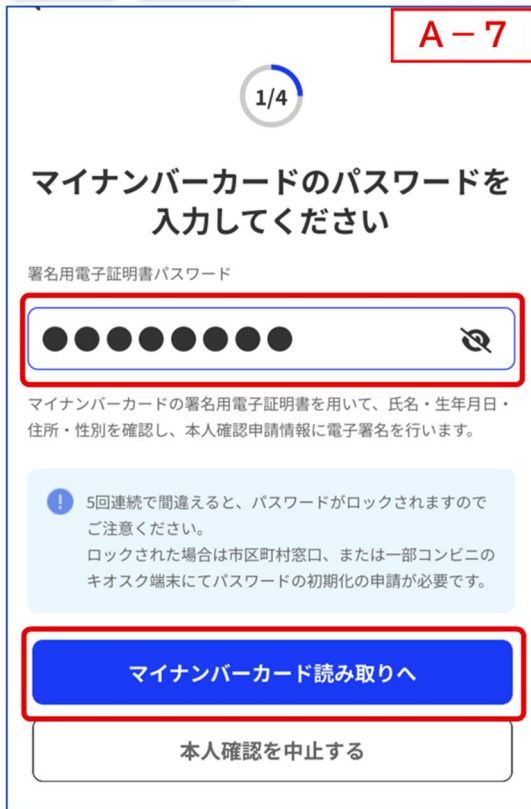 A－7
1/4
マイナンバーカードのパスワードを
入力してください
署名用電子証明書パスワード
●●●●●●●●
マイナンバーカードの署名用電子証明書を用いて、氏名・生年月日・
住所・性別を確認し、本人確認申請情報に電子署名を行います。
5回連続で間違えると、パスワードがロックされますので
ご注意ください。
ロックされた場合は市区町村窓口、または一部コンビニの
キオスク端末にてパスワードの初期化の申請が必要です。
マイナンバーカード読み取りへ
本人確認を中止する